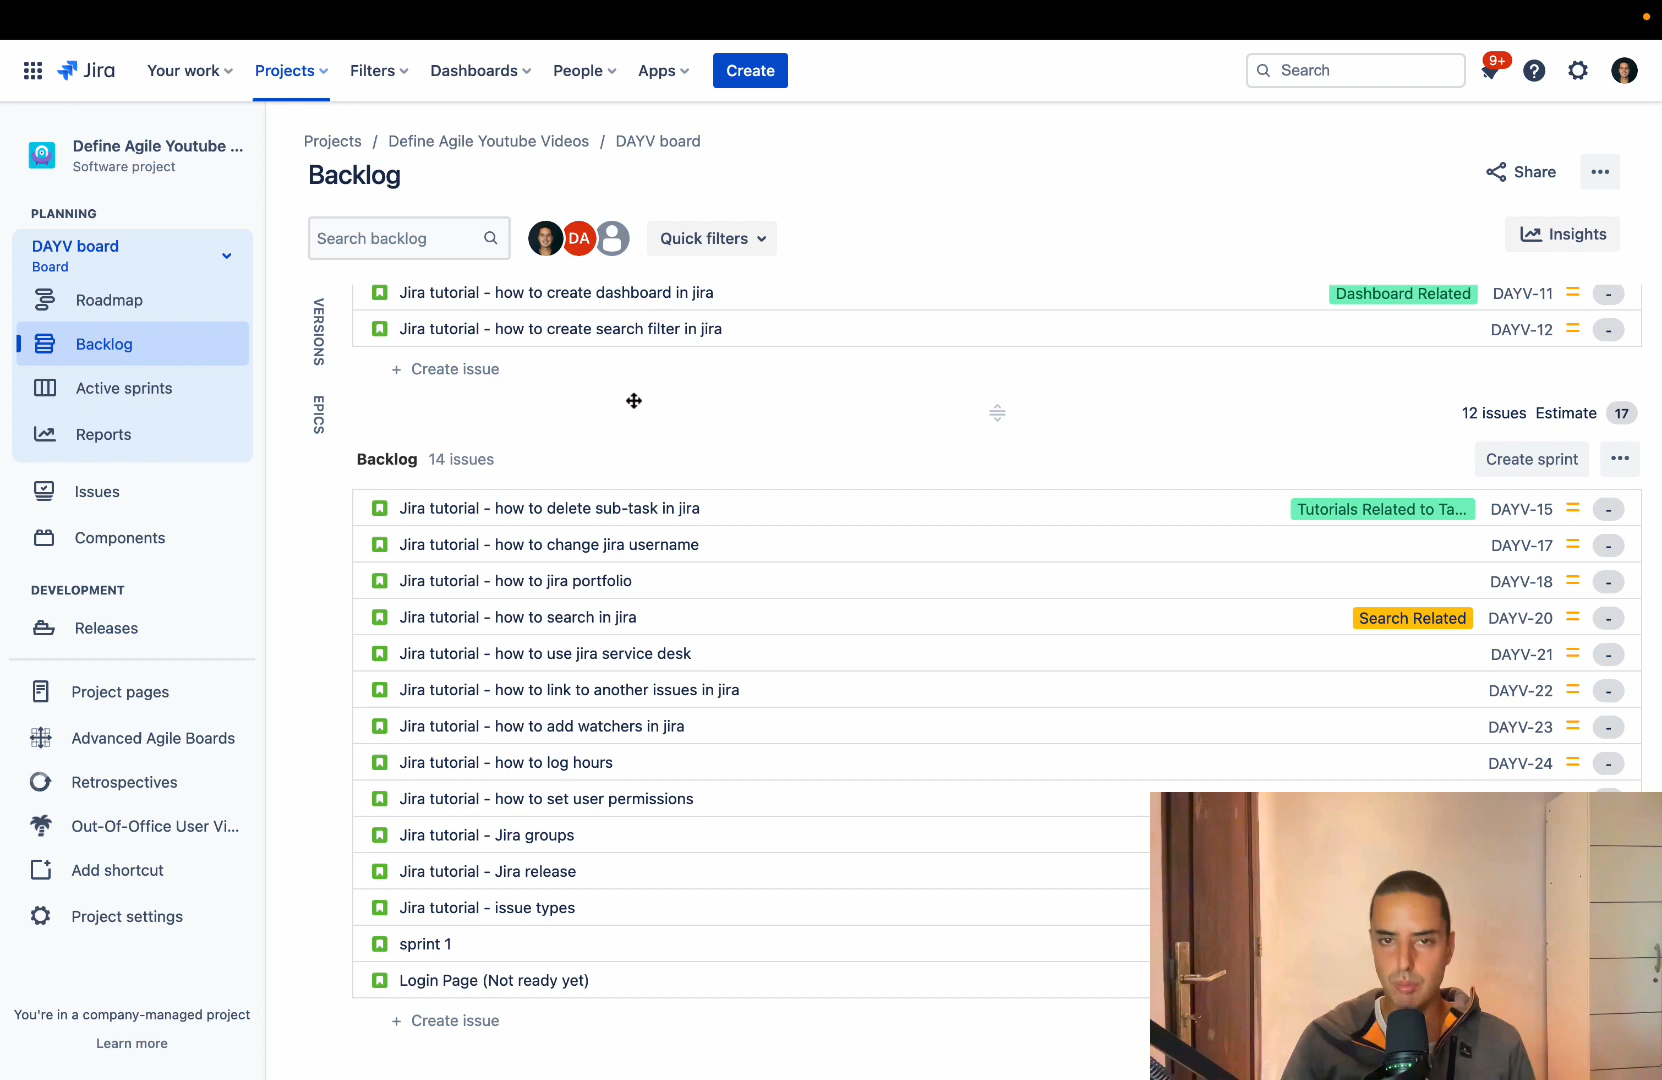 Jira
Your work
Projects
Filters
Dashboards
People
Apps
Create
Search
9+
Define Agile Youtube ...
Software project
PLANNING
DAYV board
Board
Roadmap
Backlog
Active sprints
Reports
Issues
Components
DEVELOPMENT
Releases
Project pages
Advanced Agile Boards
Retrospectives
Out-Of-Office User Vi...
Add shortcut
Project settings
You're in a company-managed project
Learn more
Projects / Define Agile Youtube Videos / DAYV board
Backlog
Share
Search backlog
DA
Quick filters
Insights
VERSIONS
EPICS
Jira tutorial - how to create dashboard in jira Dashboard Related DAYV-11 -
Jira tutorial - how to create search filter in jira DAYV-12 -
+ Create issue
12 issues Estimate 17
Backlog 14 issues
Create sprint
Jira tutorial - how to delete sub-task in jira Tutorials Related to Ta... DAYV-15 -
Jira tutorial - how to change jira username DAYV-17 -
Jira tutorial - how to jira portfolio DAYV-18 -
Jira tutorial - how to search in jira Search Related DAYV-20 -
Jira tutorial - how to use jira service desk DAYV-21 -
Jira tutorial - how to link to another issues in jira DAYV-22 -
Jira tutorial - how to add watchers in jira DAYV-23 -
Jira tutorial - how to log hours DAYV-24 -
Jira tutorial - how to set user permissions
Jira tutorial - Jira groups
Jira tutorial - Jira release
Jira tutorial - issue types
sprint 1
Login Page (Not ready yet)
+ Create issue